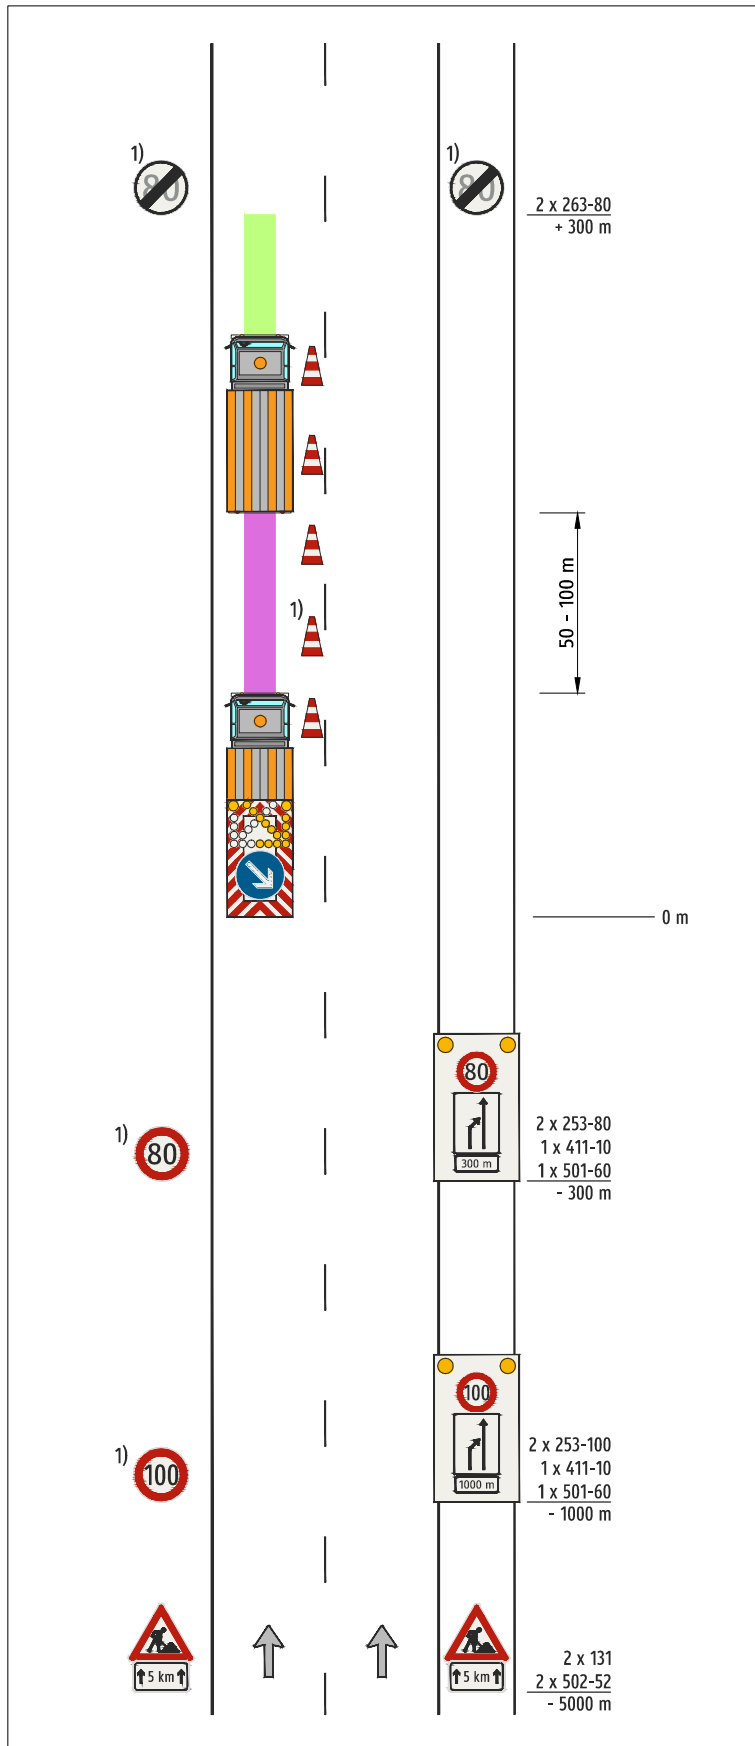 1)
80
1)
80
2 x 263-80
+ 300 m
50 - 100 m
1)
0 m
80
300 m
1)
80
2 x 253-80
1 x 411-10
1 x 501-60
- 300 m
100
1000 m
1)
100
2 x 253-100
1 x 411-10
1 x 501-60
- 1000 m
5 km
5 km
2 x 131
2 x 502-52
- 5000 m